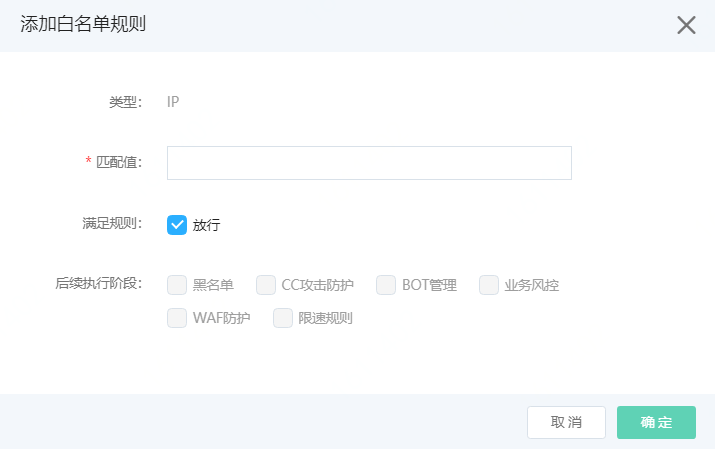 添加白名单规则
类型： IP
* 匹配值：
满足规则： 放行
后续执行阶段： 黑名单 CC攻击防护 BOT管理 业务风控
WAF防护 限速规则
取消 确定